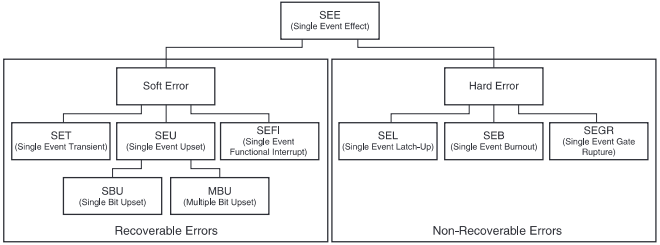 SEE
(Single Event Effect)
Soft Error
Hard Error
SET
(Single Event Transient)
SEU
(Single Event Upset)
SEFI
(Single Event
Functional Interrupt)
SEL
(Single Event Latch-Up)
SEB
(Single Event Burnout)
SEGR
(Single Event Gate
Rupture)
SBU
(Single Bit Upset)
MBU
(Multiple Bit Upset)
Recoverable Errors
Non-Recoverable Errors